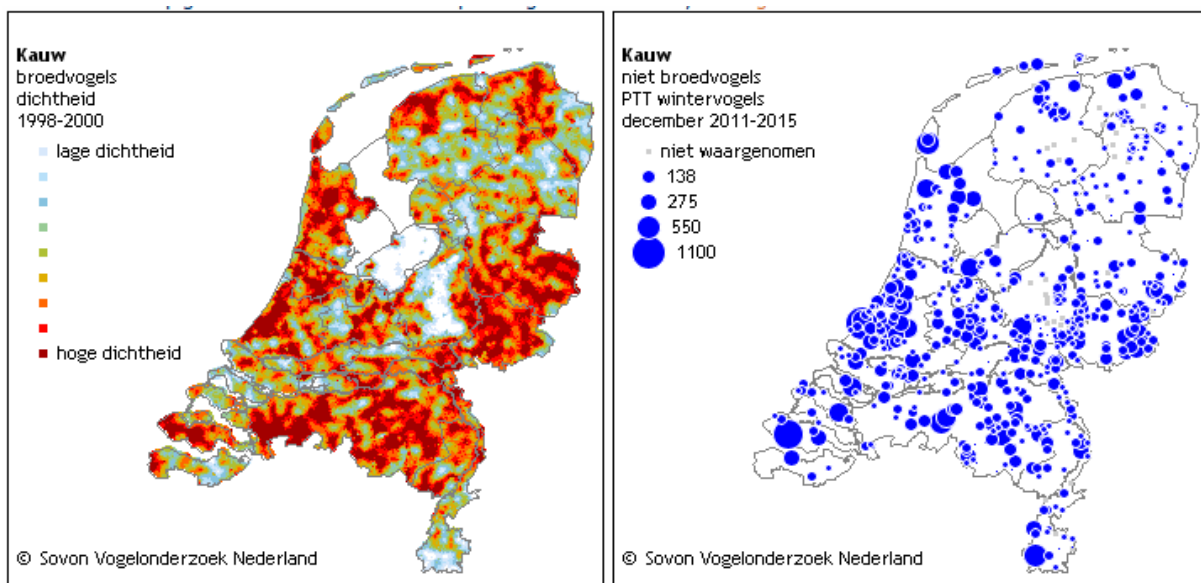 Kauw
broedvogels
dichtheid
1998-2000
lage dichtheid
hoge dichtheid
© Sovon Vogelonderzoek Nederland
Kauw
niet broedvogels
PTT wintervogels
december 2011-2015
niet waargenomen
138
275
550
1100
© Sovon Vogelonderzoek Nederland